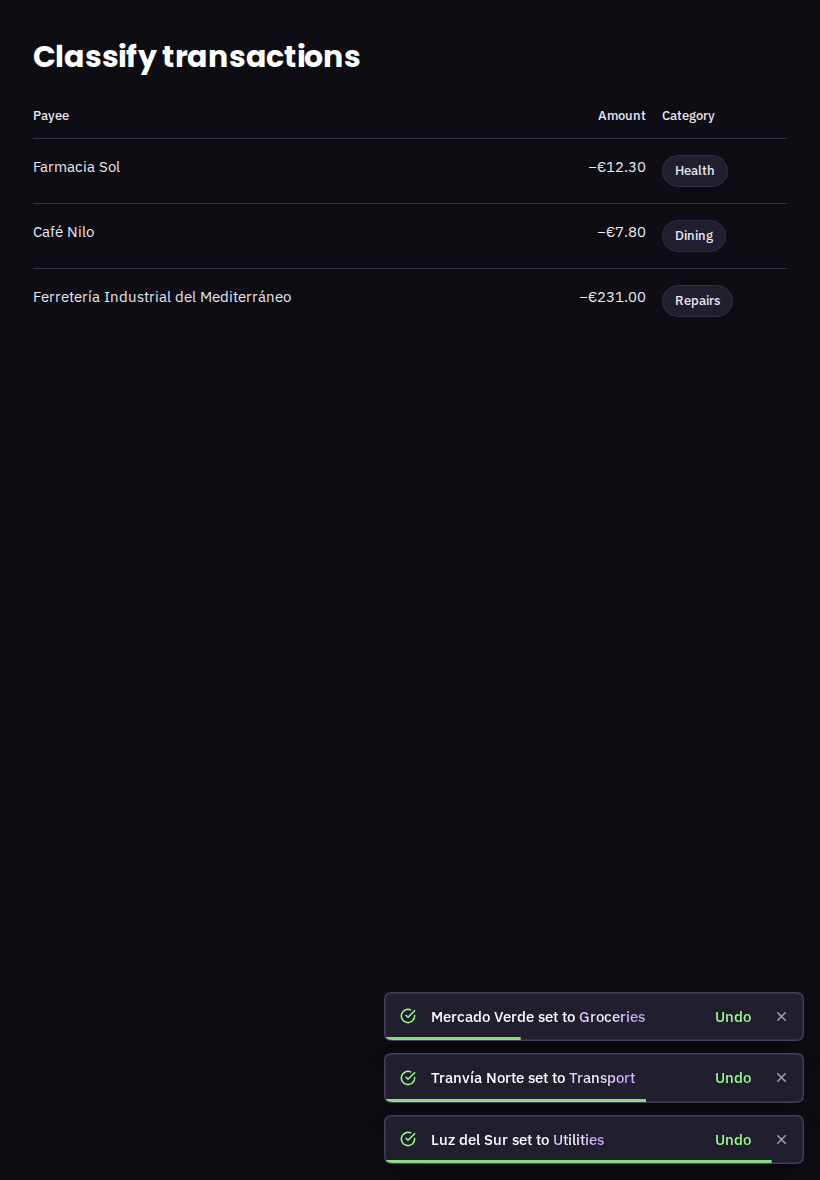 Classify transactions
Payee Amount Category
Farmacia Sol −€12.30 Health
Café Nilo −€7.80 Dining
Ferretería Industrial del Mediterráneo −€231.00 Repairs
Mercado Verde set to Groceries Undo
Tranvía Norte set to Transport Undo
Luz del Sur set to Utilities Undo